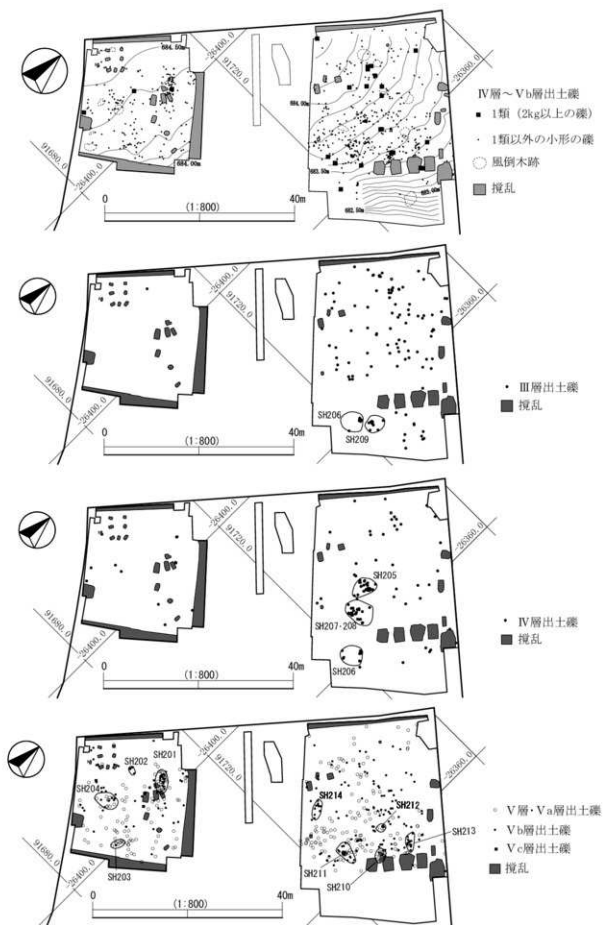 684.50m
-26400.0
91720.0
-26360.0
684.00m
91680.0
-26400.0
684.00m
683.50m
683.00m
682.50m
0
(1:800)
40m
Ⅳ層～Ⅴb層出土礫
1類（2kg以上の礫）
1類以外の小形の礫
風倒木跡
撹乱
-26400.0
91720.0
-26360.0
91680.0
-26400.0
SH206
SH209
0
(1:800)
40m
Ⅲ層出土礫
撹乱
-26400.0
91720.0
-26360.0
91680.0
-26400.0
SH205
SH207・208
SH206
0
(1:800)
40m
Ⅳ層出土礫
撹乱
-26400.0
91720.0
-26360.0
91680.0
-26400.0
SH201
SH202
SH204
SH203
SH214
SH212
SH213
SH211
SH210
0
(1:800)
40m
Ⅴ層・Ⅴa層出土礫
Ⅴb層出土礫
Ⅴc層出土礫
撹乱